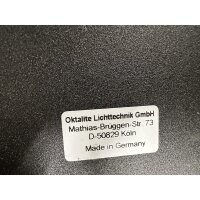 Oktalite Lichttechnik GmbH
Mathias-Brüggen-Str. 73
D-50829 Köln
Made in Germany